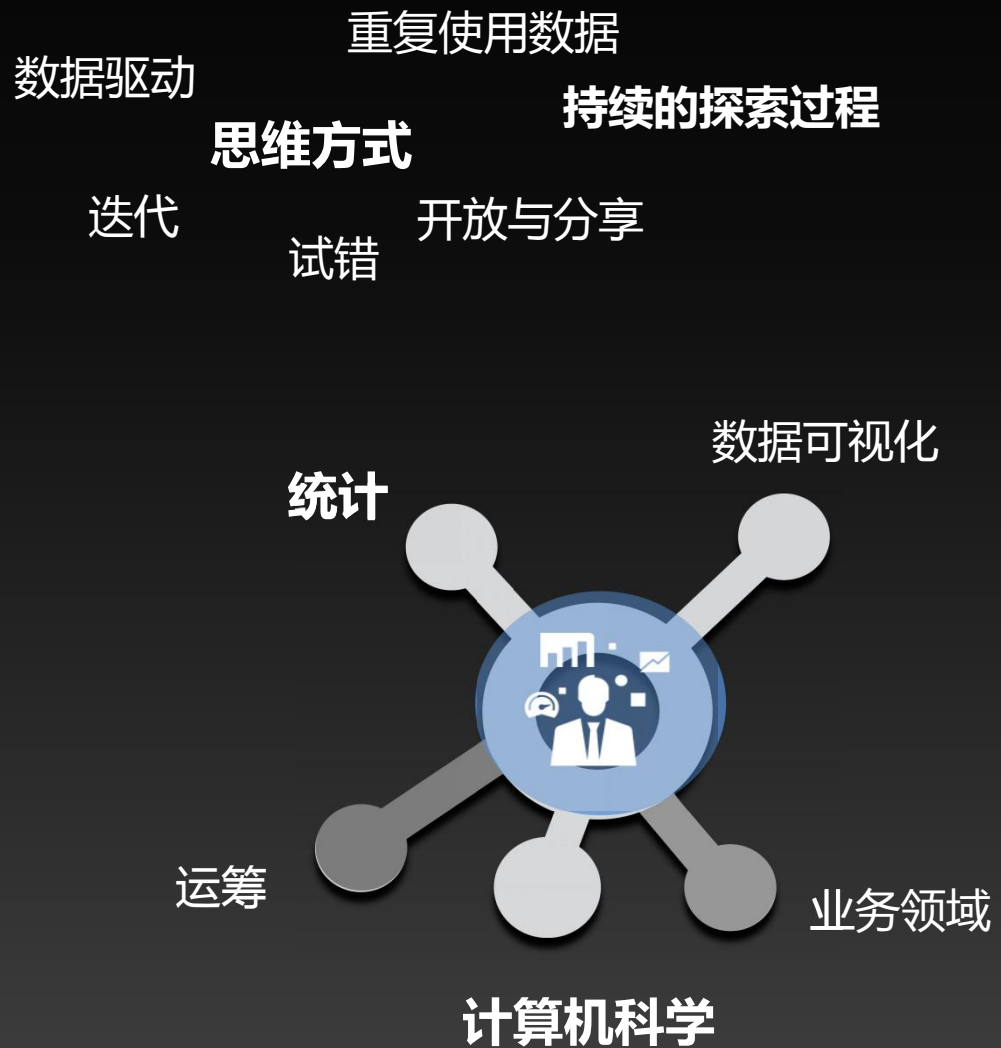 重复使用数据
数据驱动
持续的探索过程
思维方式
迭代
开放与分享
试错
数据可视化
统计
运筹
业务领域
计算机科学